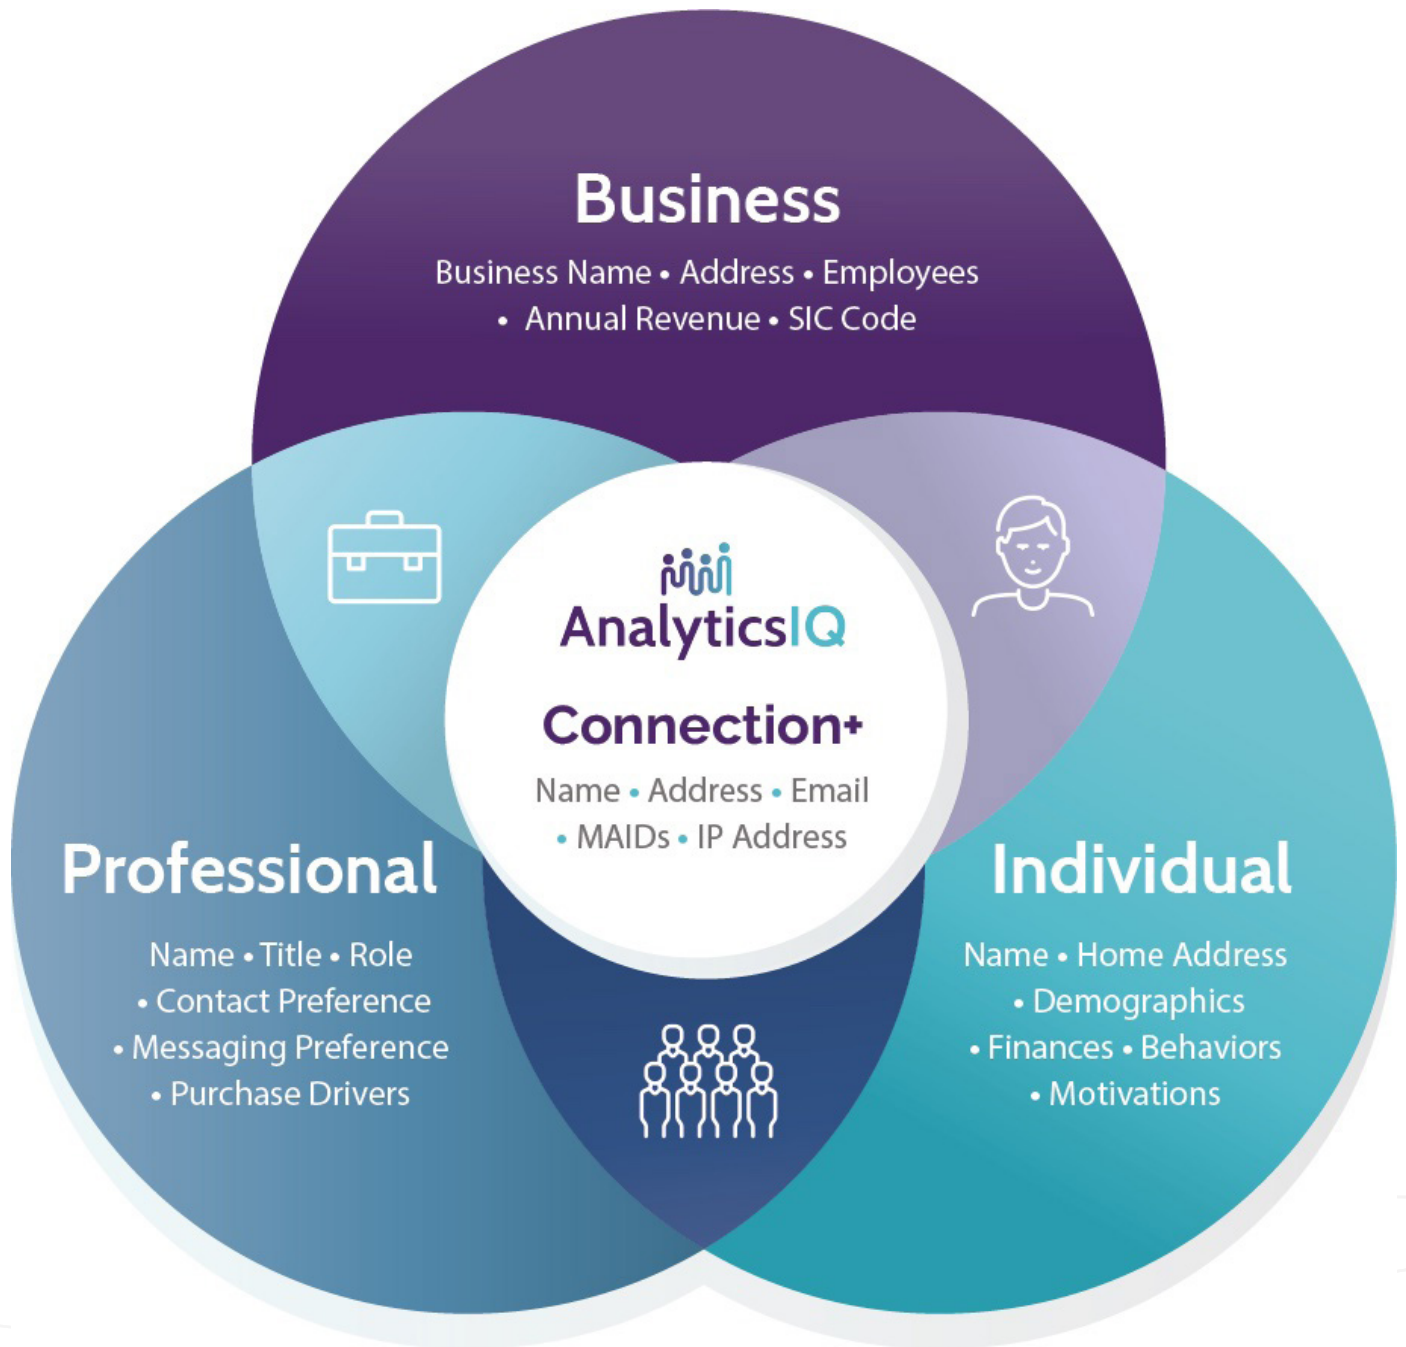 Business
Business Name • Address • Employees
• Annual Revenue • SIC Code
AnalyticsIQ
Connection+
Name • Address • Email
• MAIDs • IP Address
Professional
Name • Title • Role
• Contact Preference
• Messaging Preference
• Purchase Drivers
Individual
Name • Home Address
• Demographics
• Finances • Behaviors
• Motivations